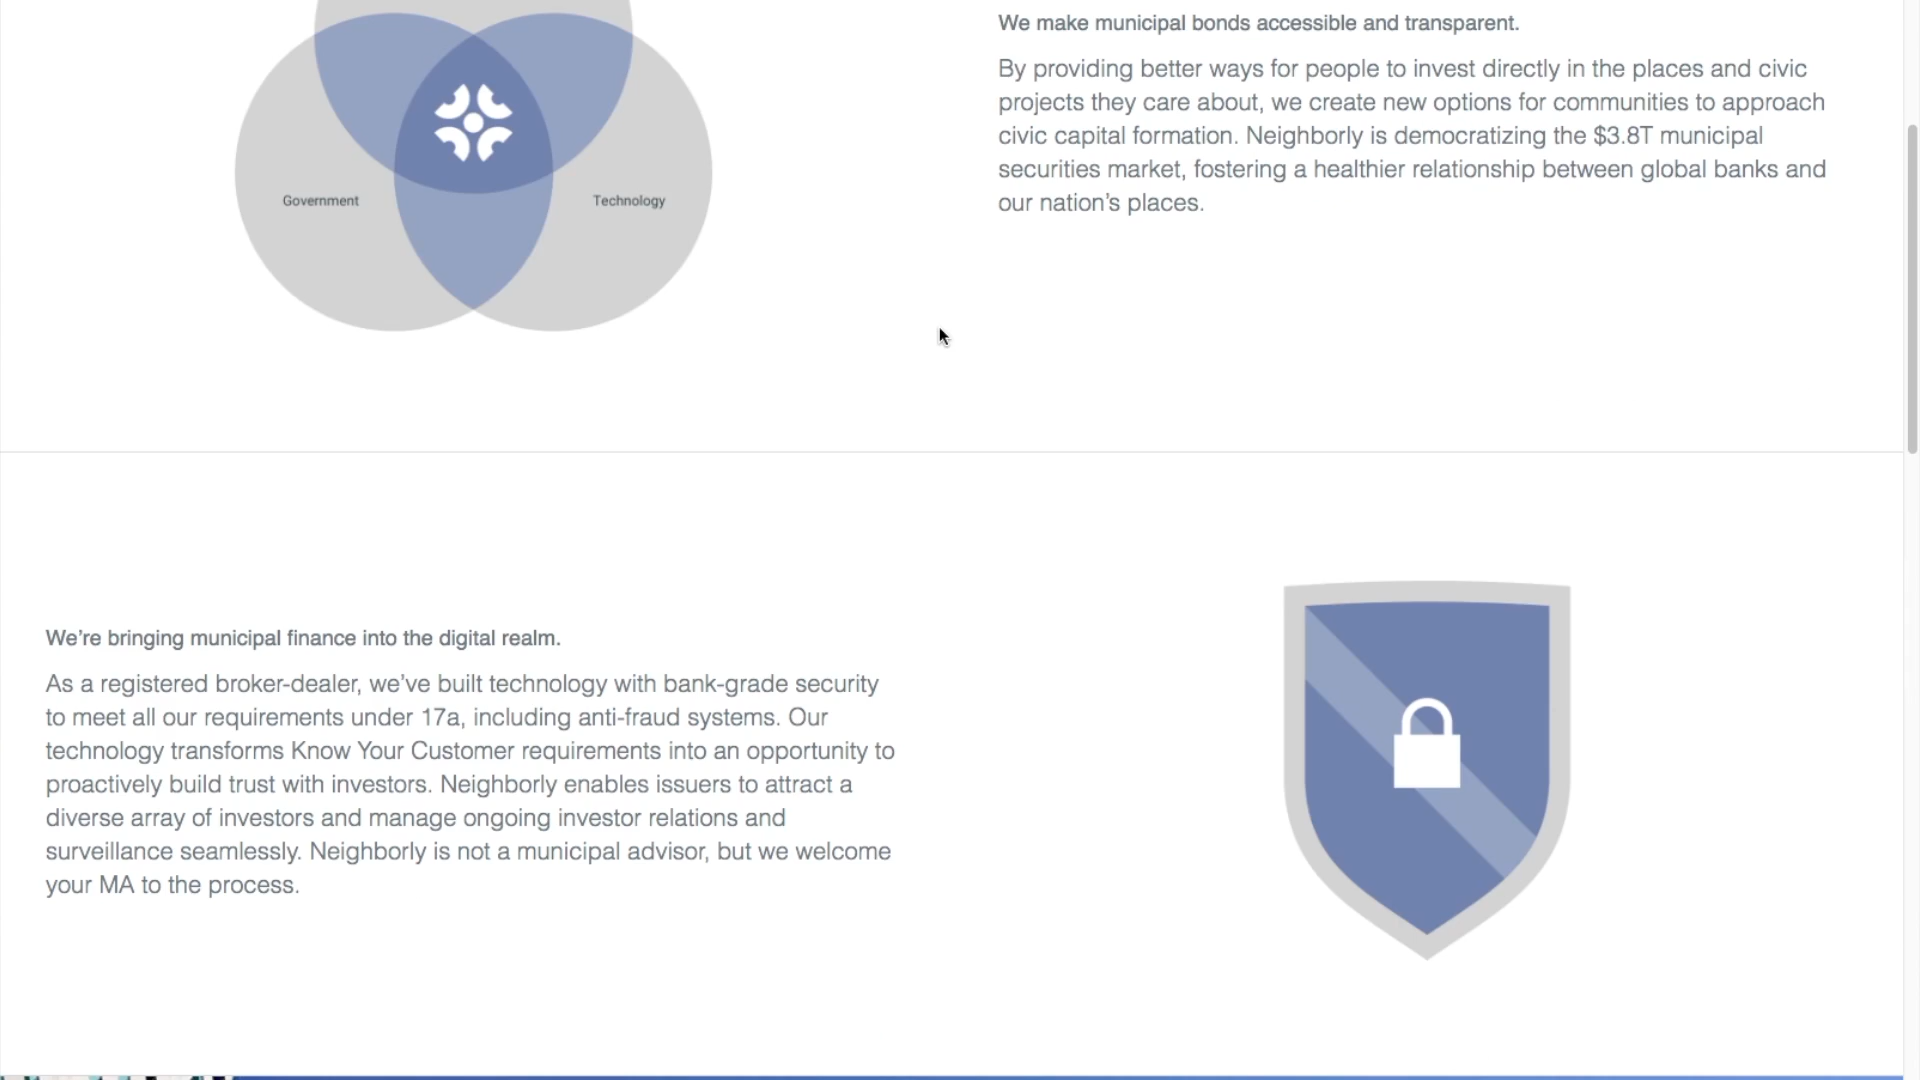 We make municipal bonds accessible and transparent.
By providing better ways for people to invest directly in the places and civic
projects they care about, we create new options for communities to approach
civic capital formation. Neighborly is democratizing the $3.8T municipal
securities market, fostering a healthier relationship between global banks and
our nation’s places.
Government
Technology
We’re bringing municipal finance into the digital realm.
As a registered broker-dealer, we’ve built technology with bank-grade security
to meet all our requirements under 17a, including anti-fraud systems. Our
technology transforms Know Your Customer requirements into an opportunity to
proactively build trust with investors. Neighborly enables issuers to attract a
diverse array of investors and manage ongoing investor relations and
surveillance seamlessly. Neighborly is not a municipal advisor, but we welcome
your MA to the process.